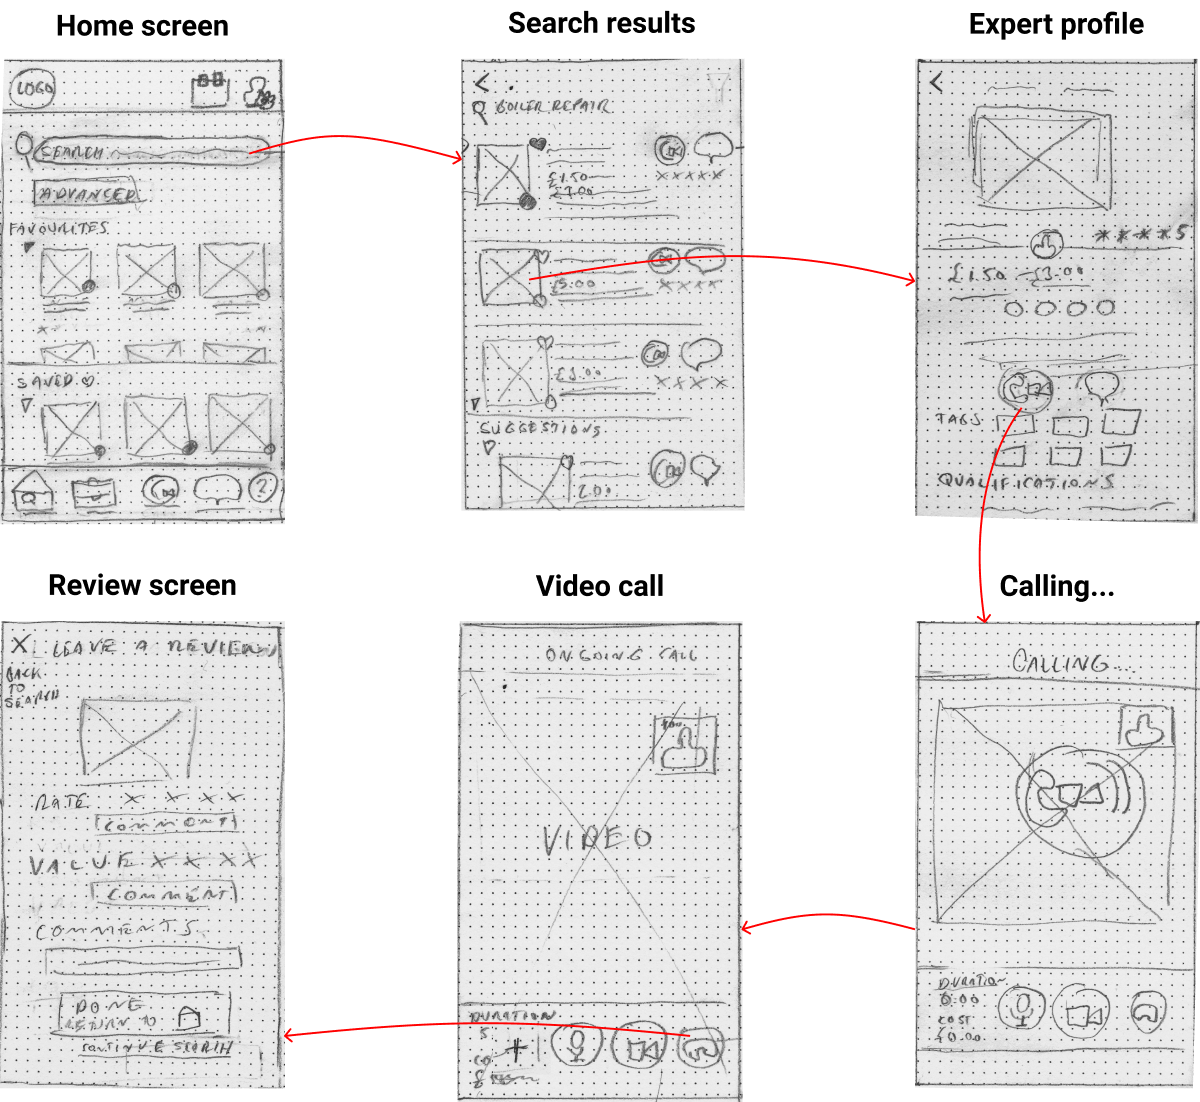 Home screen
LOGO
SEARCH
ADVANCED
FAVOURITES
SAVED
?
Search results
BOILER REPAIR
£1.50
£3.00
£3.00
SUGGESTIONS
2.00
Expert profile
5
£1.50 - £3.00
TAGS
QUALIFICATIONS
Calling...
CALLING...
DURATION
0:00
COST
£0.00
Video call
ONGOING CALL
VIDEO
DURATION
£
Review screen
X LEAVE A REVIEW
BACK
TO
SEARCH
RATE
COMMENT
VALUE
COMMENT
COMMENTS
DONE
RETURN TO
CONTINUE SEARCH